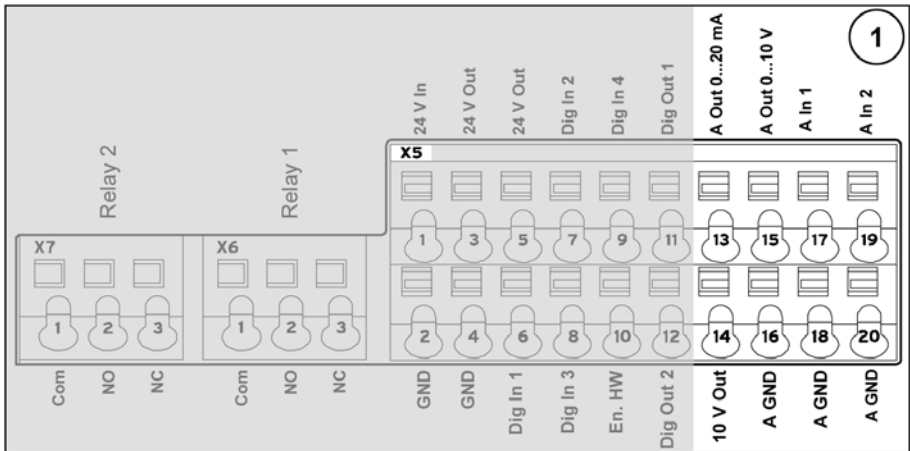 1
24 V In
24 V Out
24 V Out
Dig In 2
Dig In 4
Dig Out 1
A Out 0...20 mA
A Out 0...10 V
A In 1
A In 2
Relay 2
Relay 1
X5
1 3 5 7 9 11 13 15 17 19
X7
X6
1 2 3
1 2 3
2 4 6 8 10 12 14 16 18 20
Com
NO
NC
Com
NO
NC
GND
GND
Dig In 1
Dig In 3
En. HW
Dig Out 2
10 V Out
A GND
A GND
A GND